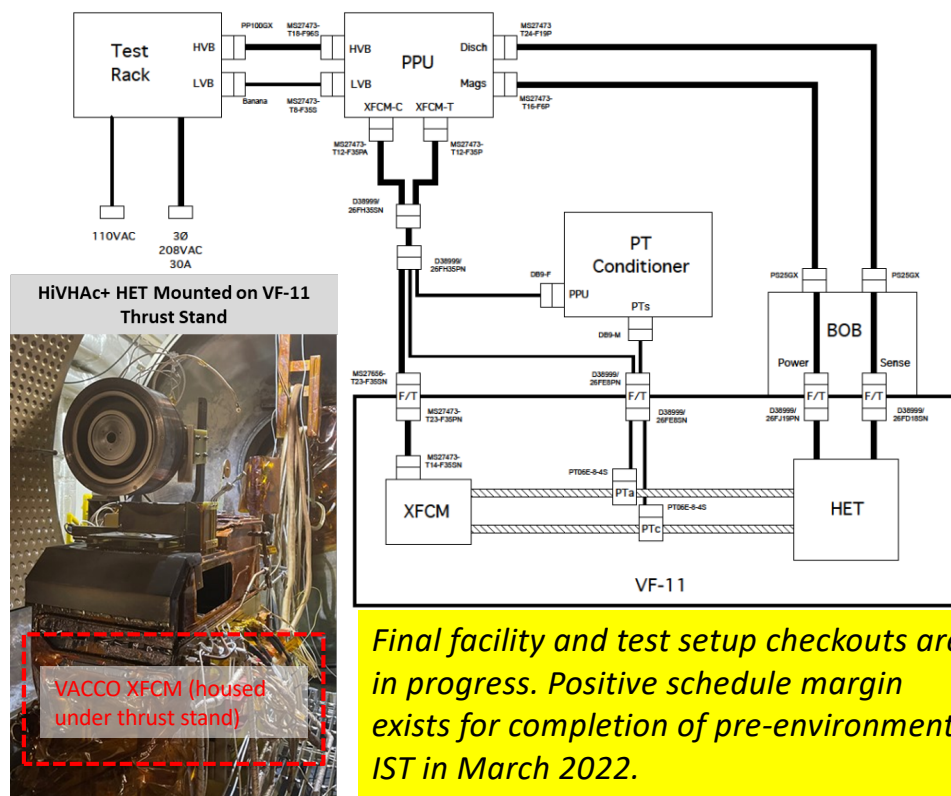 Test
Rack
HVB
LVB
PP100GX
Banana
MS27473-
T18-F96S
MS27473-
T8-F35S
HVB
LVB
PPU
Disch
Mags
XFCM-C XFCM-T
MS27473
T24-F19P
MS27473-
T16-F6P
MS27473-
T12-F35PA
MS27473-
T12-F35P
110VAC
3Ø
208VAC
30A
D38999/
26FH35SN
D38999/
26FH35PN
PT
Conditioner
DB9-F
PPU
PTs
DB9-M
PS25GX
PS25GX
BOB
Power
Sense
MS27656-
T23-F35SN
D38999/
26FE8PN
F/T
F/T
F/T
F/T
MS27473-
T23-F35PN
D38999/
26FE8SN
D38999/
26FJ19PN
D38999/
26FD18SN
MS27473-
T14-F35SN
XFCM
PT06E-8-4S
PTa
PT06E-8-4S
PTc
HET
VF-11
HiVHAc+ HET Mounted on VF-11
Thrust Stand
VACCO XFCM (housed
under thrust stand)
Final facility and test setup checkouts are
in progress. Positive schedule margin
exists for completion of pre-environment
IST in March 2022.